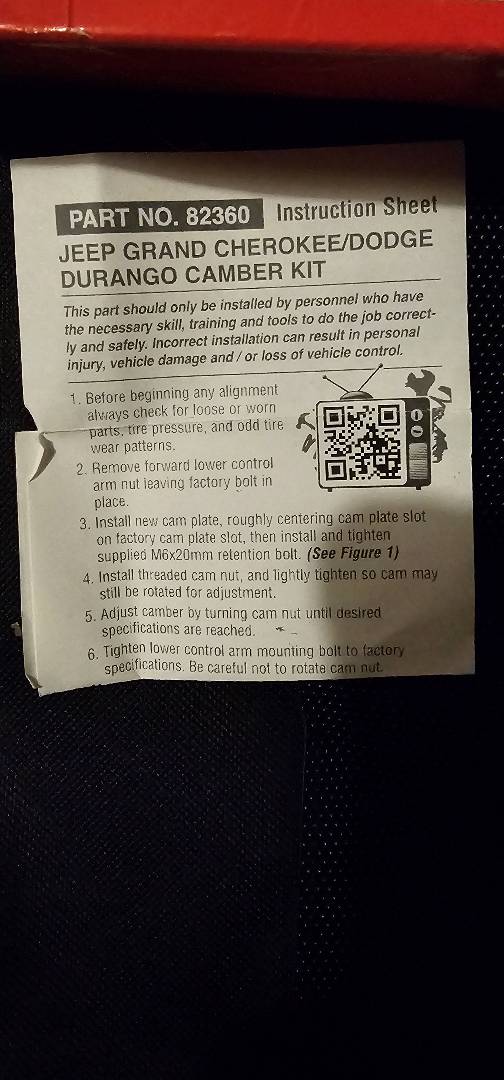 PART NO. 82360 Instruction Sheet
JEEP GRAND CHEROKEE/DODGE
DURANGO CAMBER KIT
This part should only be installed by personnel who have
the necessary skill, training and tools to do the job correct-
ly and safely. Incorrect installation can result in personal
injury, vehicle damage and / or loss of vehicle control.
1. Before beginning any alignment
always check for loose or worn
parts, tire pressure, and odd tire
wear patterns.
2. Remove forward lower control
arm nut leaving factory bolt in
place.
3. Install new cam plate, roughly centering cam plate slot
on factory cam plate slot, then install and tighten
supplied M6x20mm retention bolt. (See Figure 1)
4. Install threaded cam nut, and lightly tighten so cam may
still be rotated for adjustment.
5. Adjust camber by turning cam nut until desired
specifications are reached.
6. Tighten lower control arm mounting bolt to factory
specifications. Be careful not to rotate cam nut.